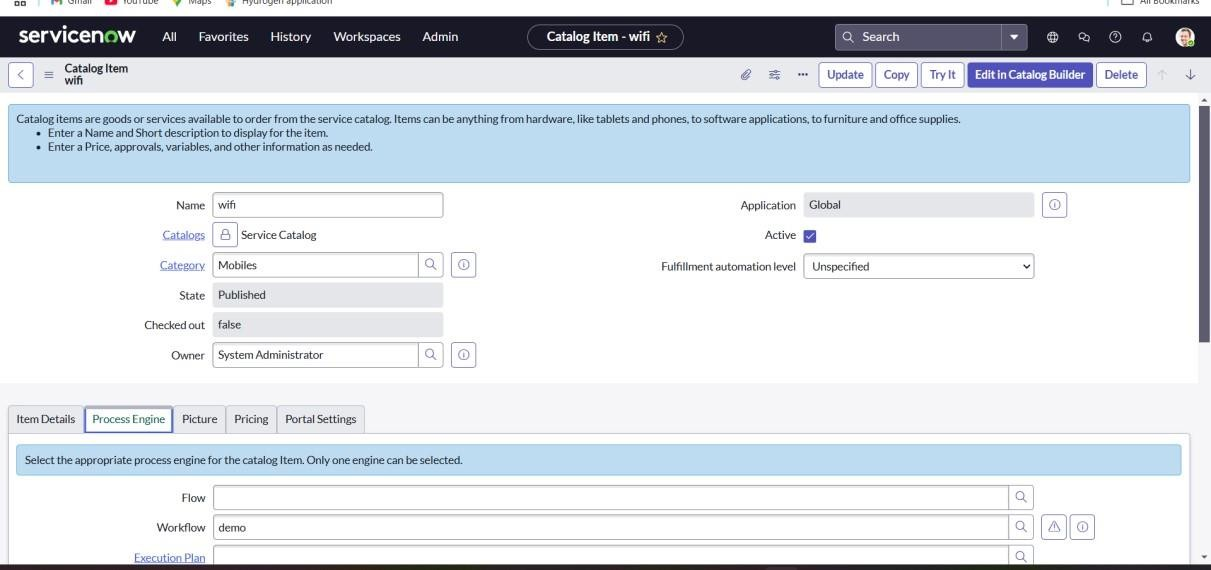 Gmail YouTube Maps Hydrogen application All Bookmarks
servicenow All Favorites History Workspaces Admin Catalog Item - wifi Search
Catalog Item
wifi
Update Copy Try It Edit in Catalog Builder Delete
Catalog items are goods or services available to order from the service catalog. Items can be anything from hardware, like tablets and phones, to software applications, to furniture and office supplies.
• Enter a Name and Short description to display for the item.
• Enter a Price, approvals, variables, and other information as needed.
Name wifi Application Global
Catalogs Service Catalog Active
Category Mobiles Fulfillment automation level Unspecified
State Published
Checked out false
Owner System Administrator
Item Details Process Engine Picture Pricing Portal Settings
Select the appropriate process engine for the catalog Item. Only one engine can be selected.
Flow
Workflow demo
Execution Plan